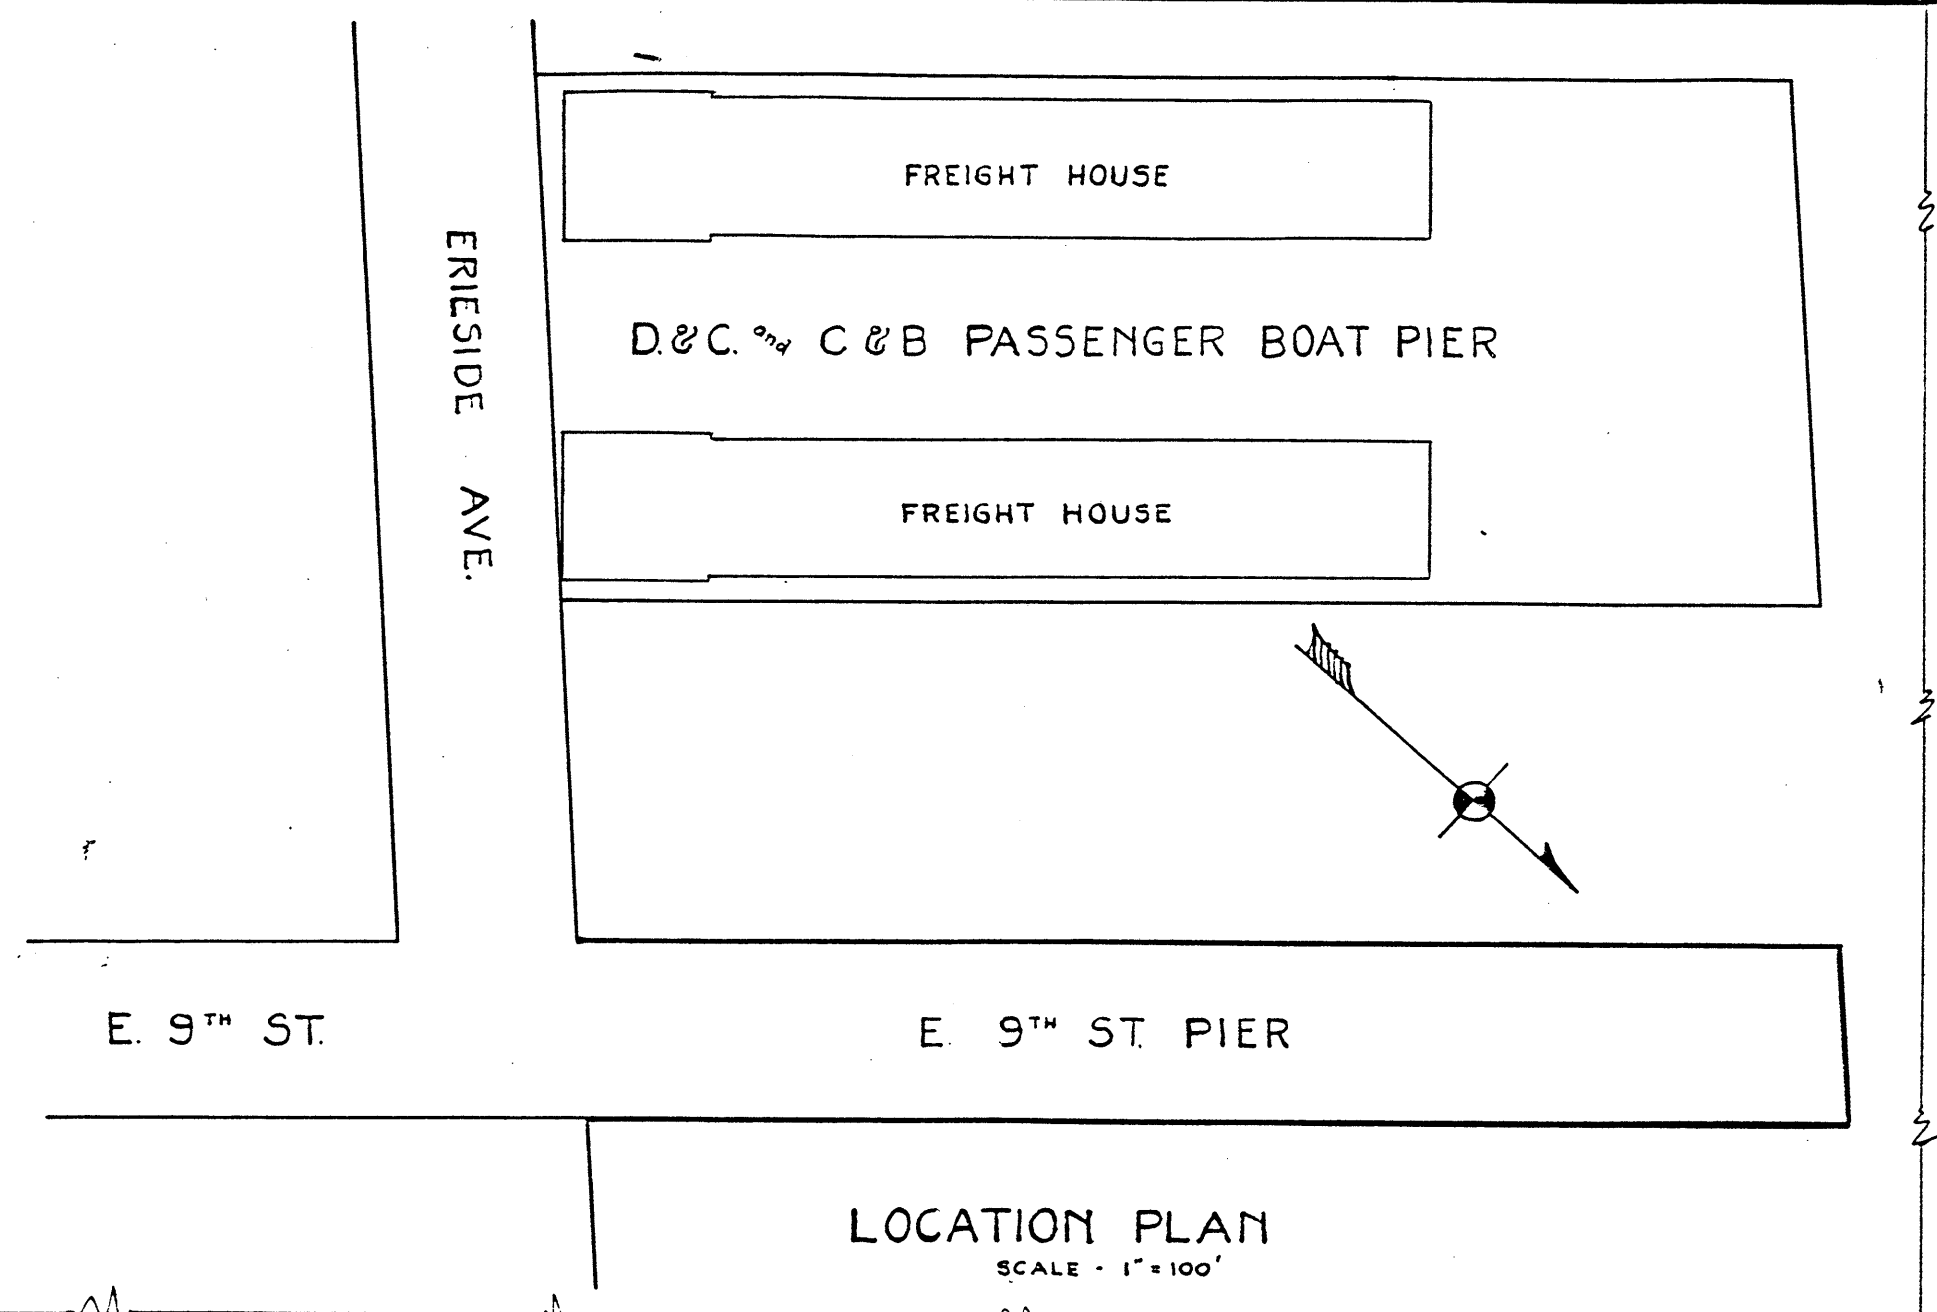 FREIGHT HOUSE
ERIESIDE AVE.
D.&C. and C&B PASSENGER BOAT PIER
FREIGHT HOUSE
E. 9TH ST.
E. 9TH ST. PIER
LOCATION PLAN
SCALE - 1" = 100'